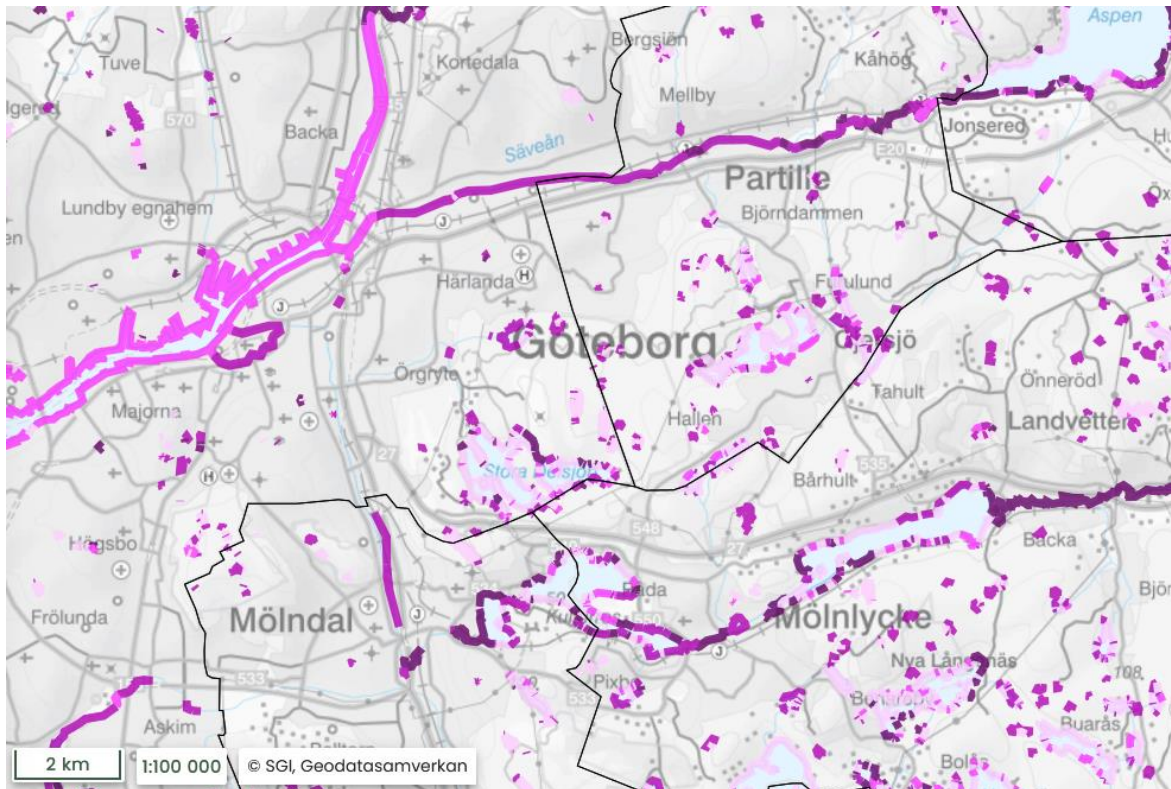 Aspen
Bergsjön
Tuve
Kortedala
Kåhög
Mellby
570
Backa
Säveån
Jonsered
E20
J
Partille
Lundby egnahem
Björndammen
J
Härlanda
H
Furulund
J
Göteborg
Örgryte
Önneröd
Tahult
Majorna
Hallen
Landvetter
27
Stora Delsjön
535
H
Bårhult
548
Högsbo
27
Backa
Rada
Frölunda
Mölndal
J
Mölnlycke
J
Nya Långenäs
533
Pixbo
108
Askim
Buarås
2 km
1:100 000
© SGI, Geodatasamverkan